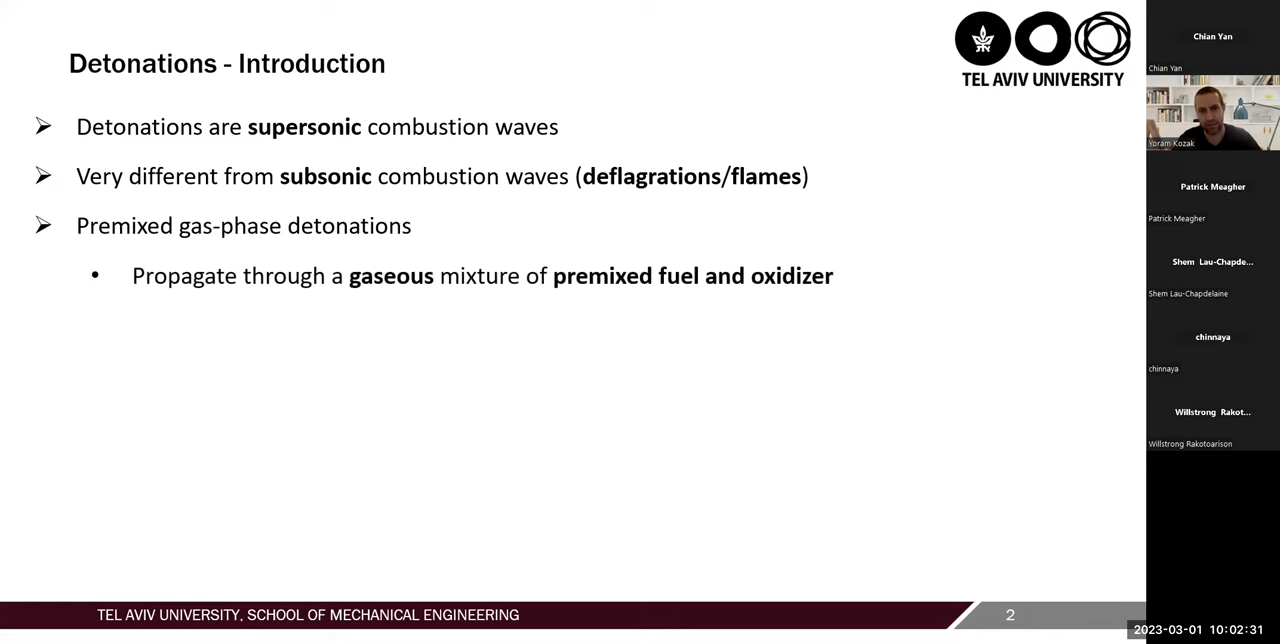 Detonations - Introduction
TEL AVIV UNIVERSITY
Detonations are supersonic combustion waves
Very different from subsonic combustion waves (deflagrations/flames)
Premixed gas-phase detonations
Propagate through a gaseous mixture of premixed fuel and oxidizer
TEL AVIV UNIVERSITY, SCHOOL OF MECHANICAL ENGINEERING
2
Chian Yan
Chian Yan
Yoram Kozak
Patrick Meagher
Patrick Meagher
Shem Lau-Chapde...
Shem Lau-Chapdelaine
chinnaya
chinnaya
Willstrong Rakot...
Willstrong Rakotoarison
2023-03-01 10:02:31